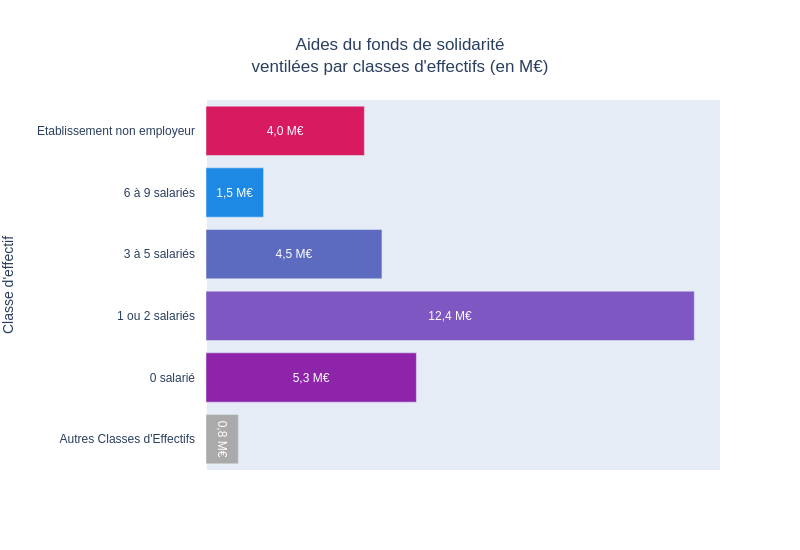 Aides du fonds de solidarité
ventilées par classes d'effectifs (en M€)
Classe d'effectif
Etablissement non employeur
4,0 M€
6 à 9 salariés
1,5 M€
3 à 5 salariés
4,5 M€
1 ou 2 salariés
12,4 M€
0 salarié
5,3 M€
Autres Classes d'Effectifs
0,8 M€